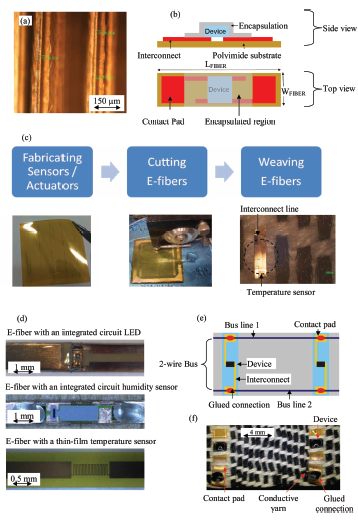 (a)
150 µm
(b)
Encapsulation
Device
Side view
Interconnect
Polyimide substrate
LFIBER
Device
WFIBER
Top view
Contact Pad
Encapsulated region
(c)
Fabricating
Sensors /
Actuators
Cutting
E-fibers
Weaving
E-fibers
Interconnect line
Temperature sensor
(d)
E-fiber with an integrated circuit LED
1 mm
E-fiber with an integrated circuit humidity sensor
1 mm
E-fiber with a thin-film temperature sensor
0.5 mm
(e)
Bus line 1
Contact pad
2-wire Bus
Device
Interconnect
Glued connection
Bus line 2
(f)
Device
4 mm
Contact pad
Conductive
yarn
Glued
connection